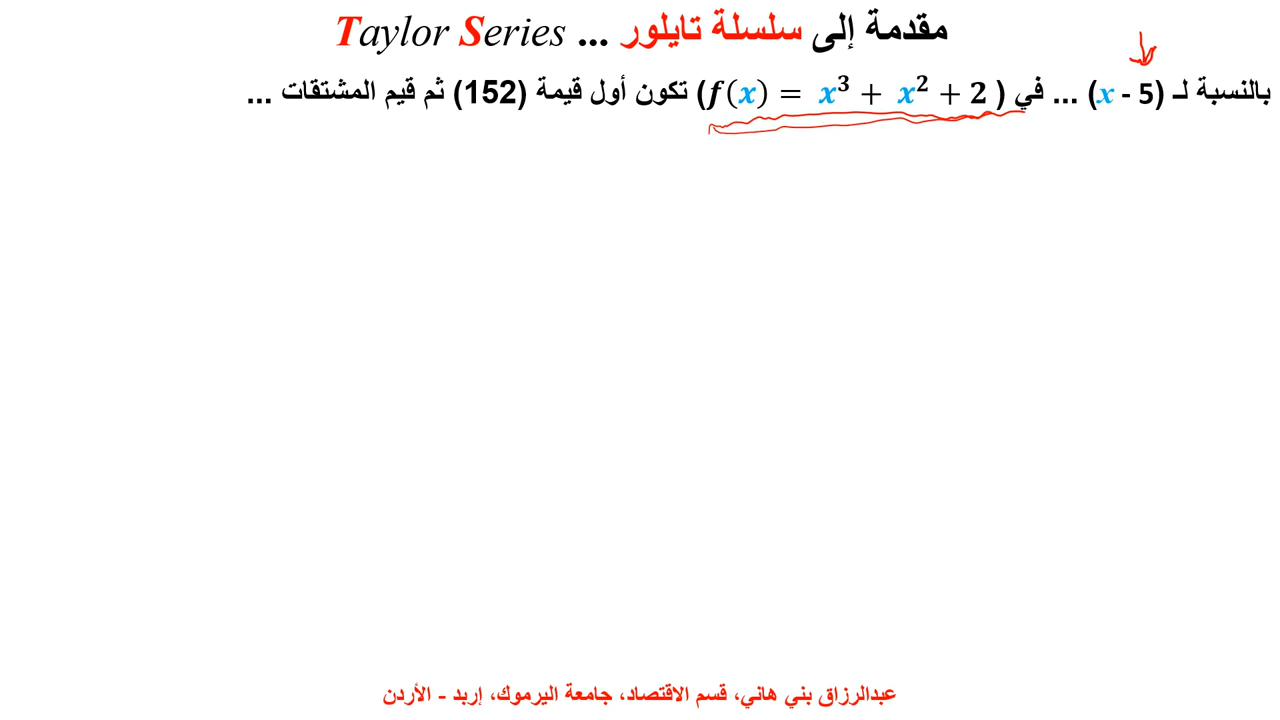 مقدمة إلى سلسلة تايلور ... Taylor Series
بالنسبة لـ (x - 5) ... في (f(x) = x³ + x² + 2) تكون أول قيمة (152) ثم قيم المشتقات ...
عبدالرزاق بني هاني، قسم الاقتصاد، جامعة اليرموك، إربد - الأردن